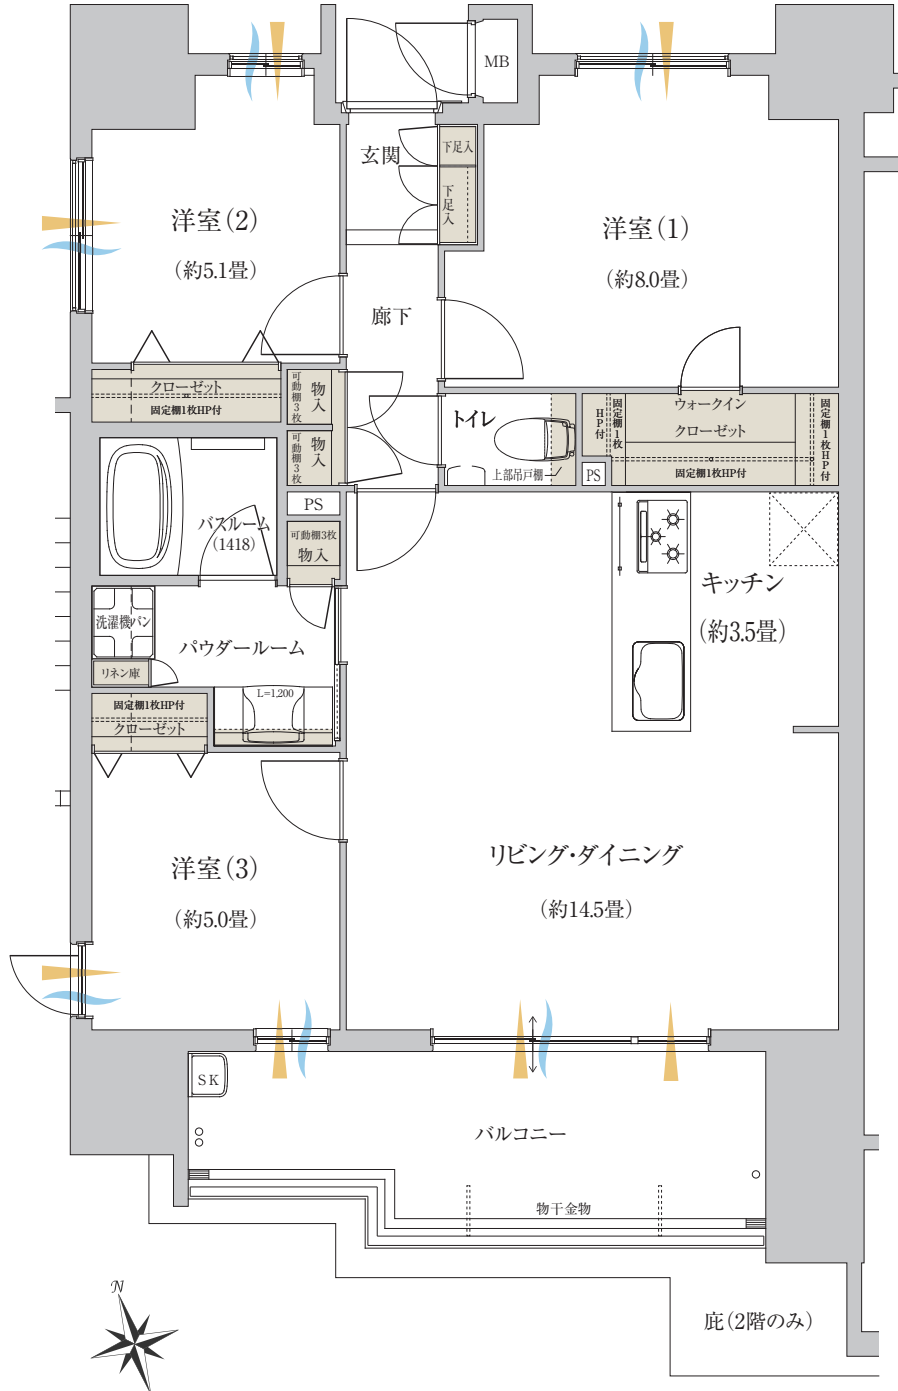 MB
玄関
下足入
下足入
洋室(2)
(約5.1畳)
洋室(1)
(約8.0畳)
廊下
クローゼット
固定棚1枚HP付
可動棚3枚
物入
可動棚3枚
物入
トイレ
上部吊戸棚
PS
固定棚1枚HP付
ウォークイン
クローゼット
固定棚1枚HP付
固定棚1枚HP付
バスルーム
(1418)
PS
可動棚3枚
物入
キッチン
(約3.5畳)
洗濯機パン
パウダールーム
リネン庫
L=1,200
固定棚1枚HP付
クローゼット
洋室(3)
(約5.0畳)
リビング・ダイニング
(約14.5畳)
SK
バルコニー
物干金物
N
庇(2階のみ)